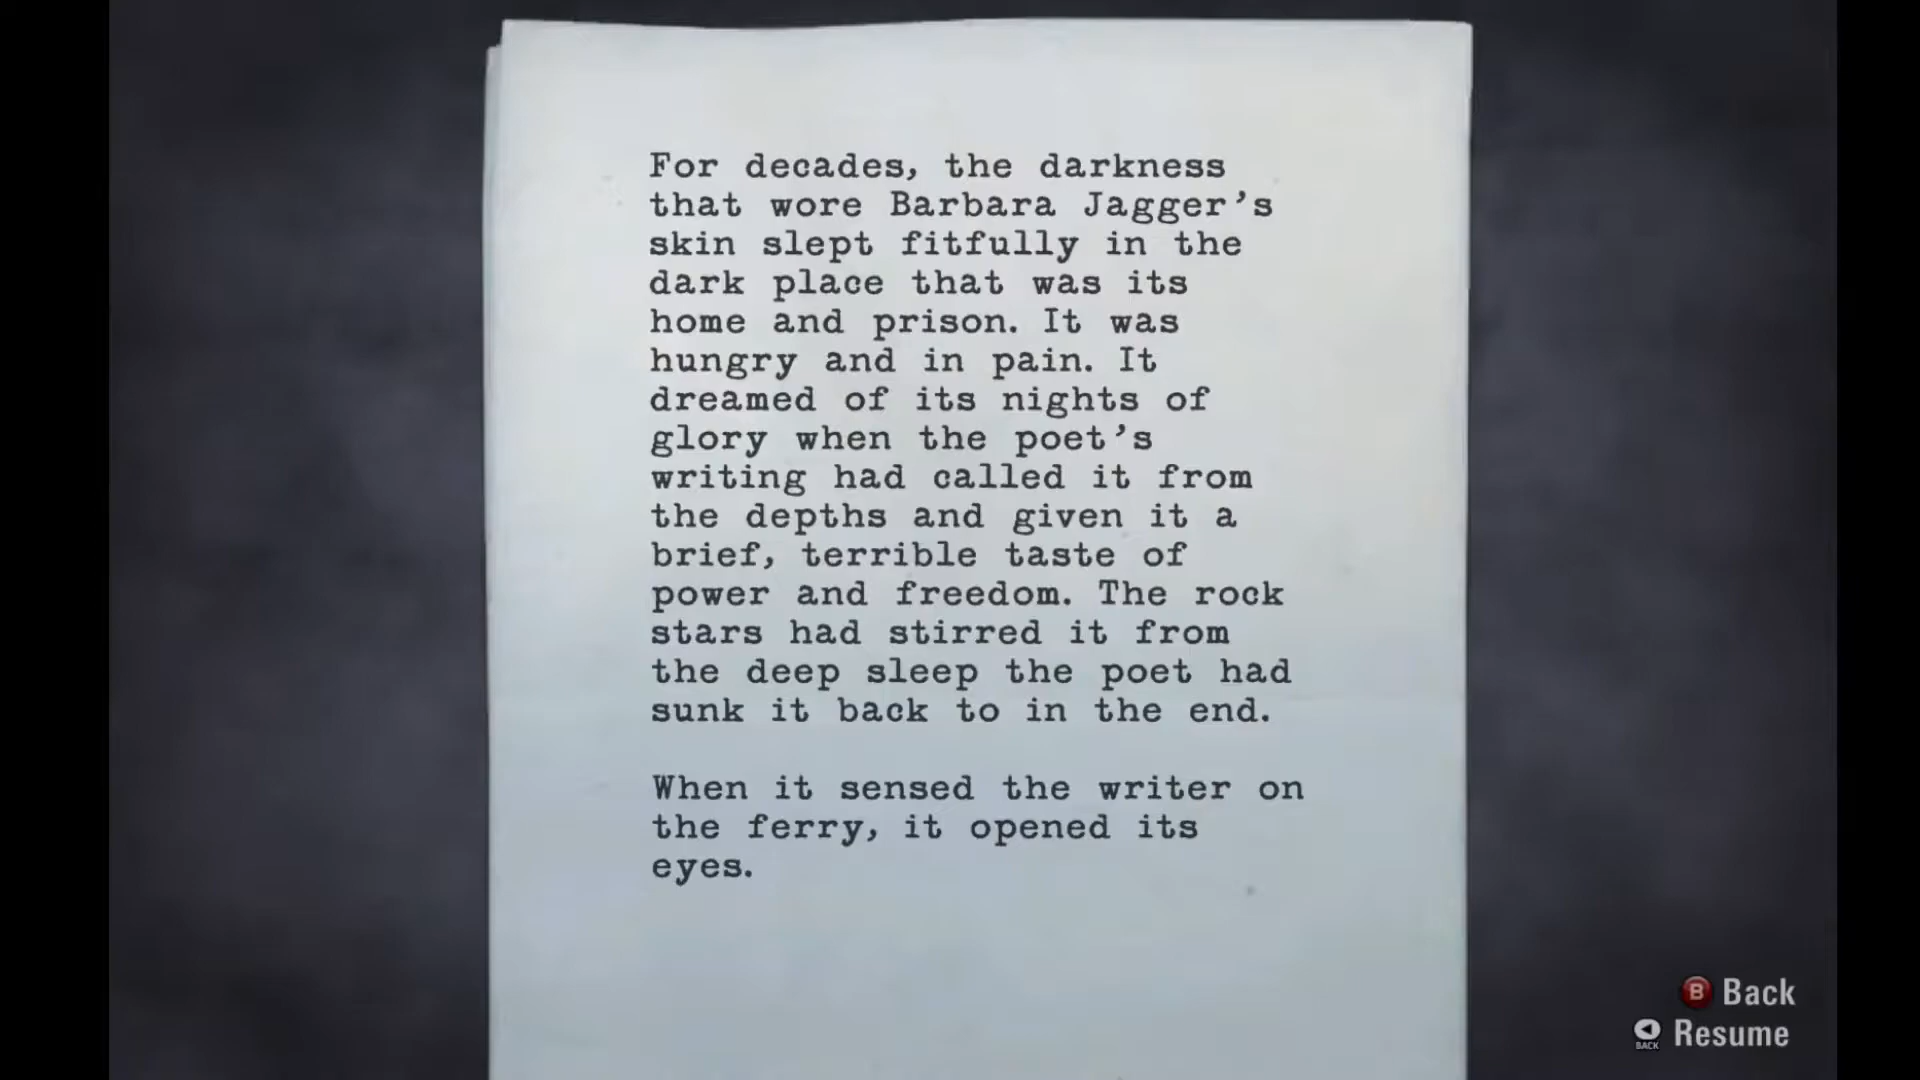 For decades, the darkness
that wore Barbara Jagger’s
skin slept fitfully in the
dark place that was its
home and prison. It was
hungry and in pain. It
dreamed of its nights of
glory when the poet’s
writing had called it from
the depths and given it a
brief, terrible taste of
power and freedom. The rock
stars had stirred it from
the deep sleep the poet had
sunk it back to in the end.
When it sensed the writer on
the ferry, it opened its
eyes.
B Back
BACK Resume